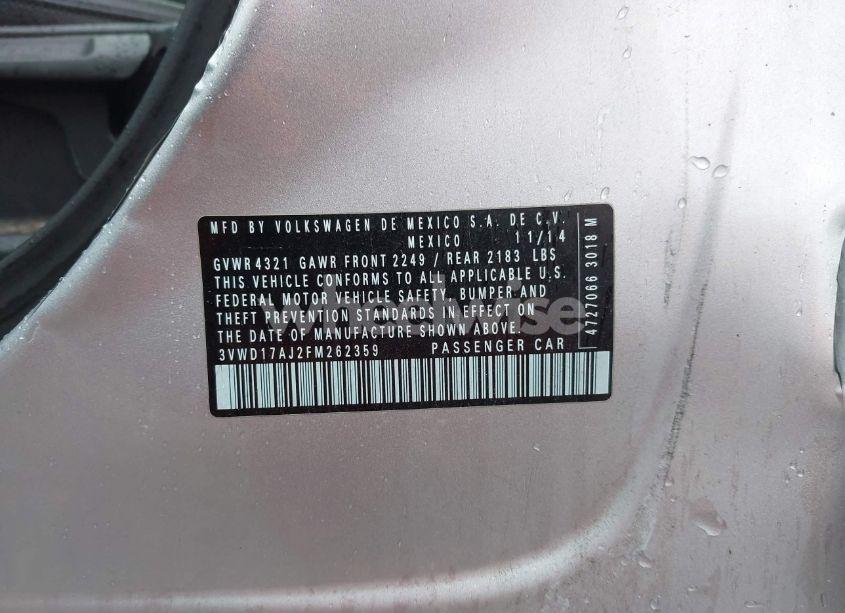 MFD BY VOLKSWAGEN DE MEXICO S.A. DE C.V.
MEXICO 11/14
GVWR 4321 GAWR FRONT 2249 / REAR 2183 LBS
THIS VEHICLE CONFORMS TO ALL APPLICABLE U.S.
FEDERAL MOTOR VEHICLE SAFETY, BUMPER AND
THEFT PREVENTION STANDARDS IN EFFECT ON
THE DATE OF MANUFACTURE SHOWN ABOVE.
3VWD17AJ2FM262359 PASSENGER CAR
47270663018 M
wheelwise